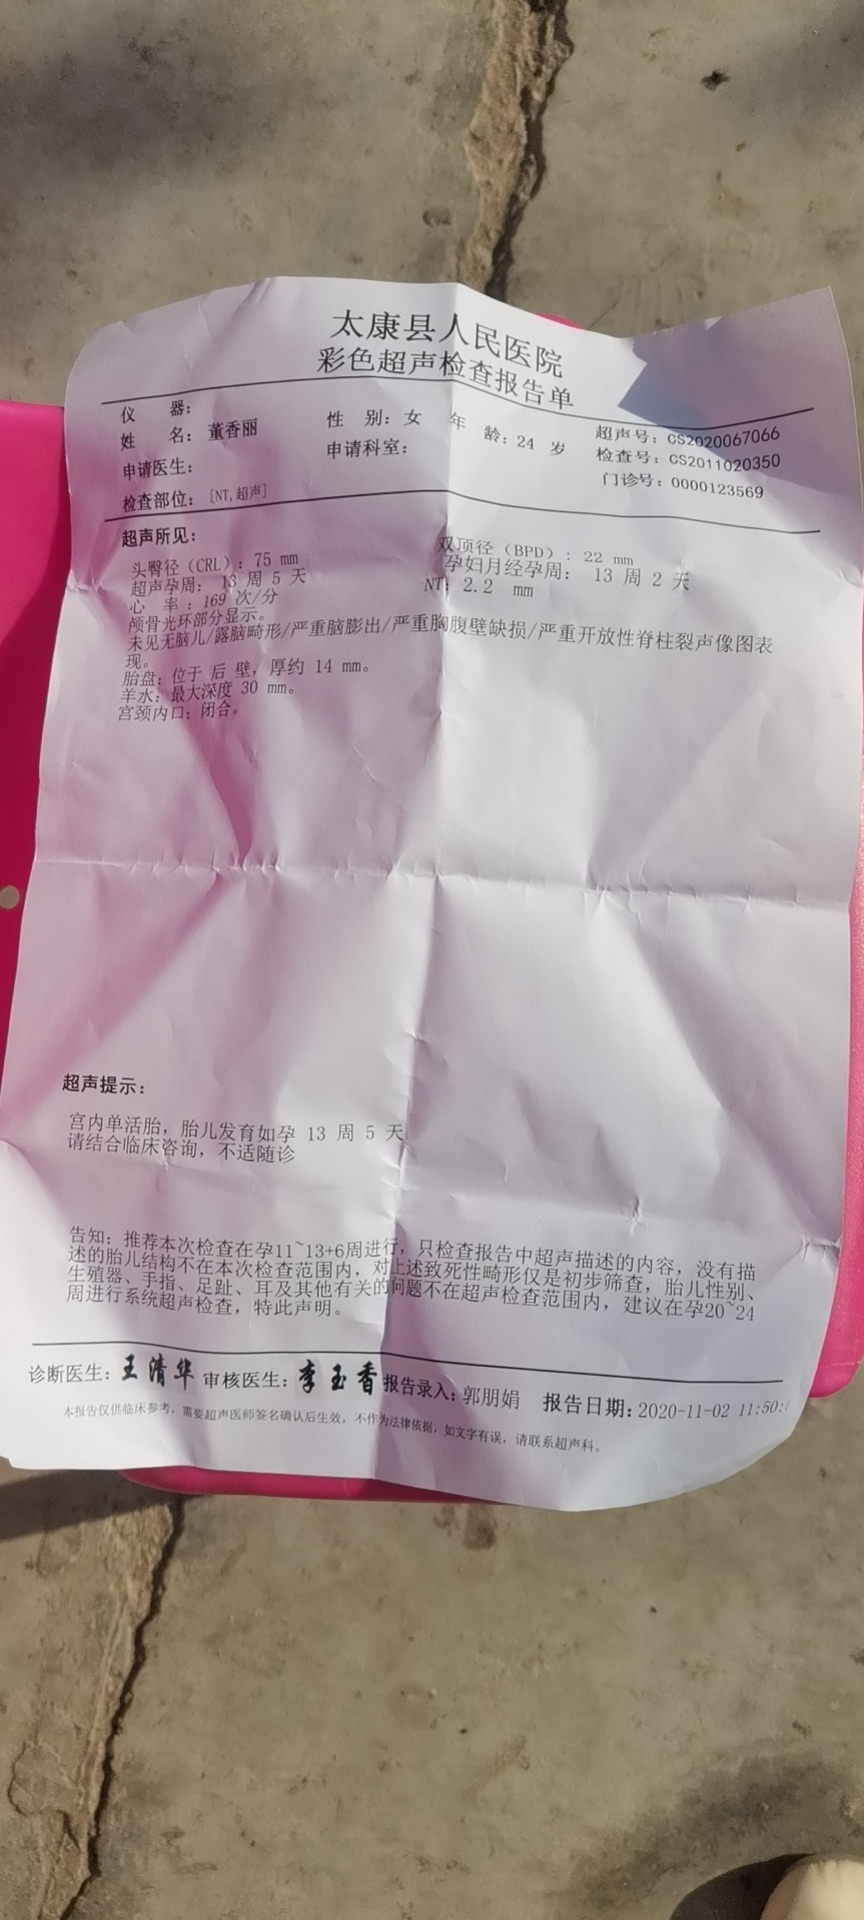 太康县人民医院
彩色超声检查报告单
仪 器：
姓 名：董香丽 性 别：女 年 龄：24 岁 超声号：CS2020067066
申请医生： 申请科室： 检查号：CS2011020350
检查部位：[NT,超声] 门诊号：0000123569
超声所见：
头臀径（CRL）：75 mm 双顶径（BPD）：22 mm
超声孕周： 13 周 5 天 孕妇月经孕周： 13 周 2 天
心 率：169 次/分 NT：2.2 mm
颅骨光环部分显示。
未见无脑儿/露脑畸形/严重脑膨出/严重胸腹壁缺损/严重开放性脊柱裂声像图表
现。
胎盘：位于 后 壁，厚约 14 mm。
羊水：最大深度 30 mm。
宫颈内口：闭合。
超声提示：
宫内单活胎，胎儿发育如孕 13 周 5 天
请结合临床咨询，不适随诊
告知：推荐本次检查在孕11~13+6周进行，只检查报告中超声描述的内容，没有描
述的胎儿结构不在本次检查范围内，对上述致死性畸形仅是初步筛查，胎儿性别、
生殖器、手指、足趾、耳及其他有关的问题不在超声检查范围内，建议在孕20~24
周进行系统超声检查，特此声明。
诊断医生：王清华 审核医生：李玉香 报告录入：郭朋娟 报告日期：2020-11-02 11:50:
本报告仅供临床参考，需要超声医师签名确认后生效，不作为法律依据，如文字有误，请联系超声科。